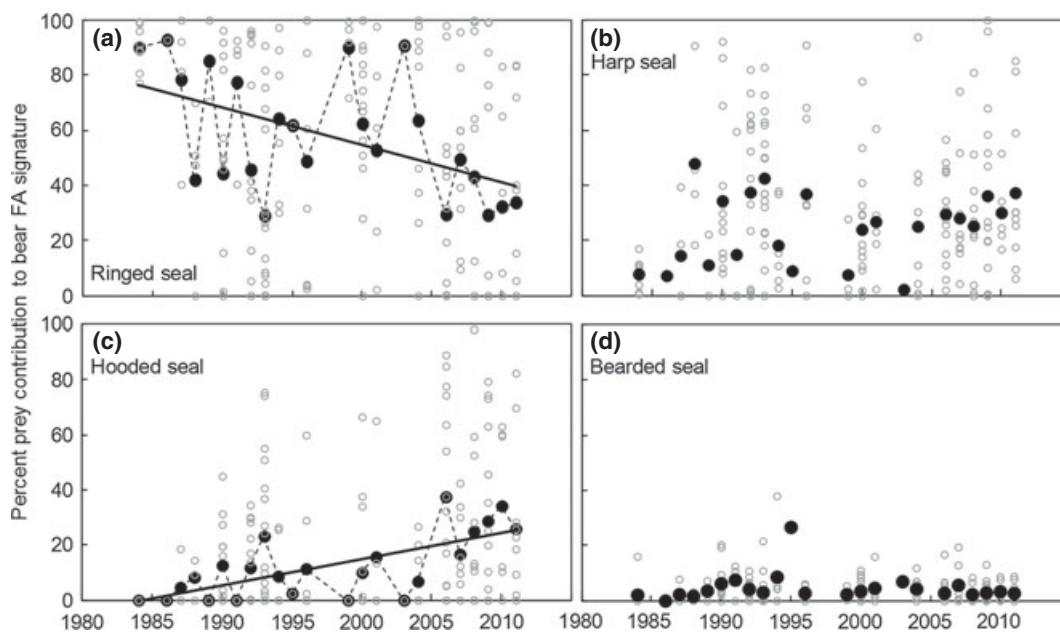 Percent prey contribution to bear FA signature
100
80
60
40
20
0
(a)
Ringed seal
(b)
Harp seal
100
80
60
40
20
0
(c)
Hooded seal
(d)
Bearded seal
1980 1985 1990 1995 2000 2005 2010 1980 1985 1990 1995 2000 2005 2010